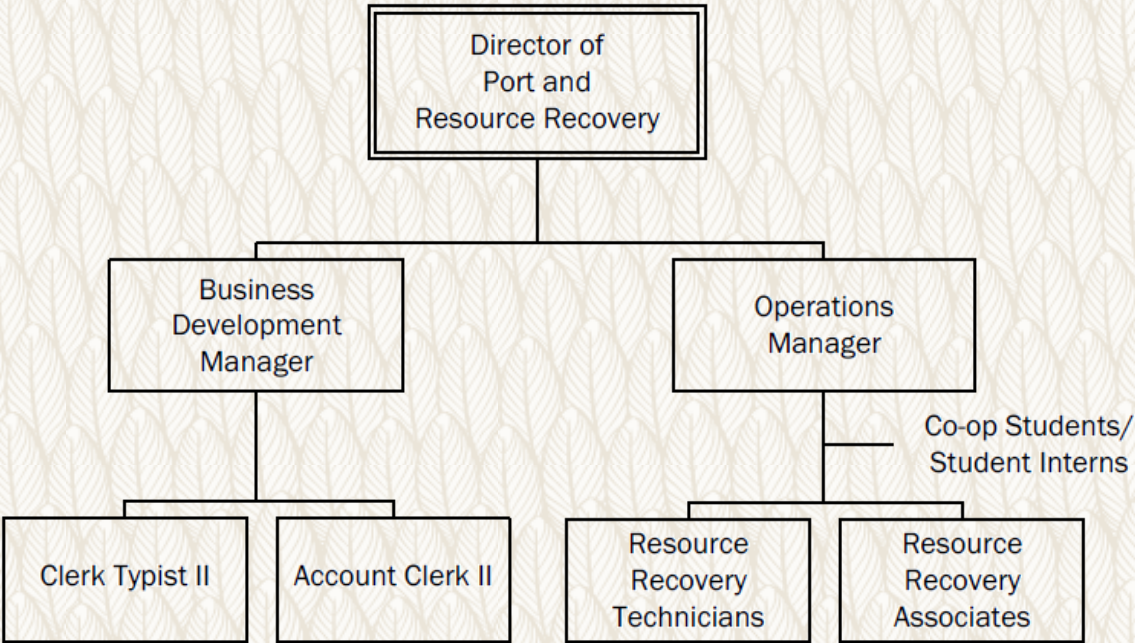 Director of
Port and
Resource Recovery
Business
Development
Manager
Operations
Manager
Co-op Students/
Student Interns
Clerk Typist II
Account Clerk II
Resource
Recovery
Technicians
Resource
Recovery
Associates